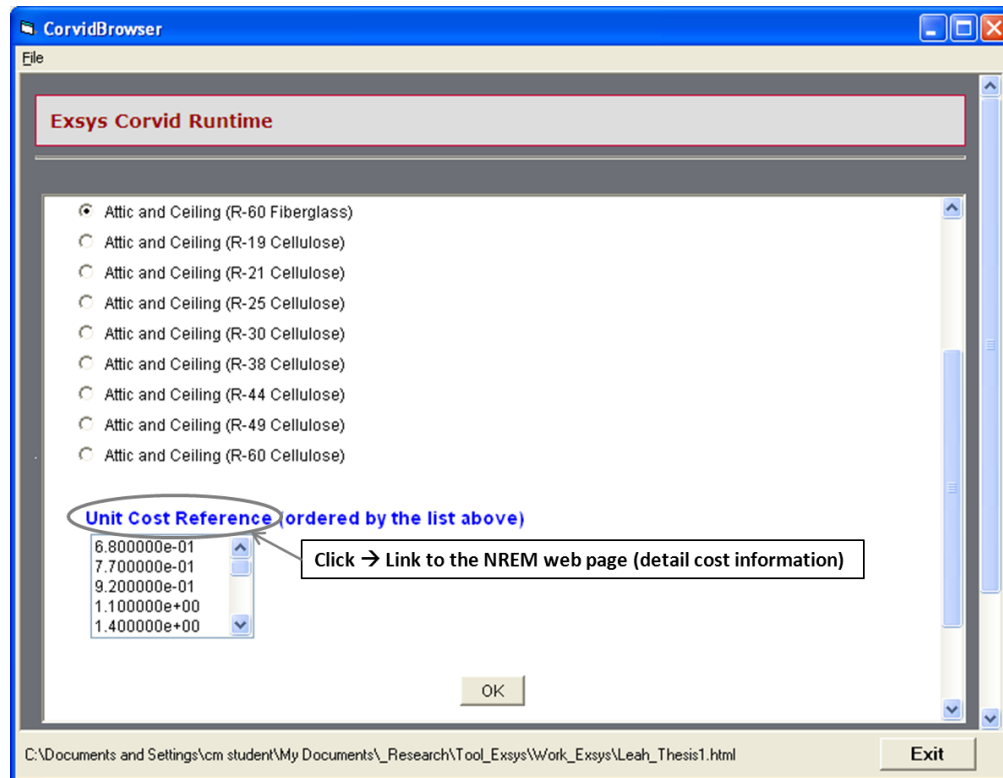 CorvidBrowser
File
Exsys Corvid Runtime
Attic and Ceiling (R-60 Fiberglass)
Attic and Ceiling (R-19 Cellulose)
Attic and Ceiling (R-21 Cellulose)
Attic and Ceiling (R-25 Cellulose)
Attic and Ceiling (R-30 Cellulose)
Attic and Ceiling (R-38 Cellulose)
Attic and Ceiling (R-44 Cellulose)
Attic and Ceiling (R-49 Cellulose)
Attic and Ceiling (R-60 Cellulose)
Unit Cost Reference (ordered by the list above)
6.800000e-01
7.700000e-01
9.200000e-01
1.100000e+00
1.400000e+00
Click → Link to the NREM web page (detail cost information)
OK
C:\Documents and Settings\cm student\My Documents\_Research\Tool_Exsys\Work_Exsys\Leah_Thesis1.html
Exit